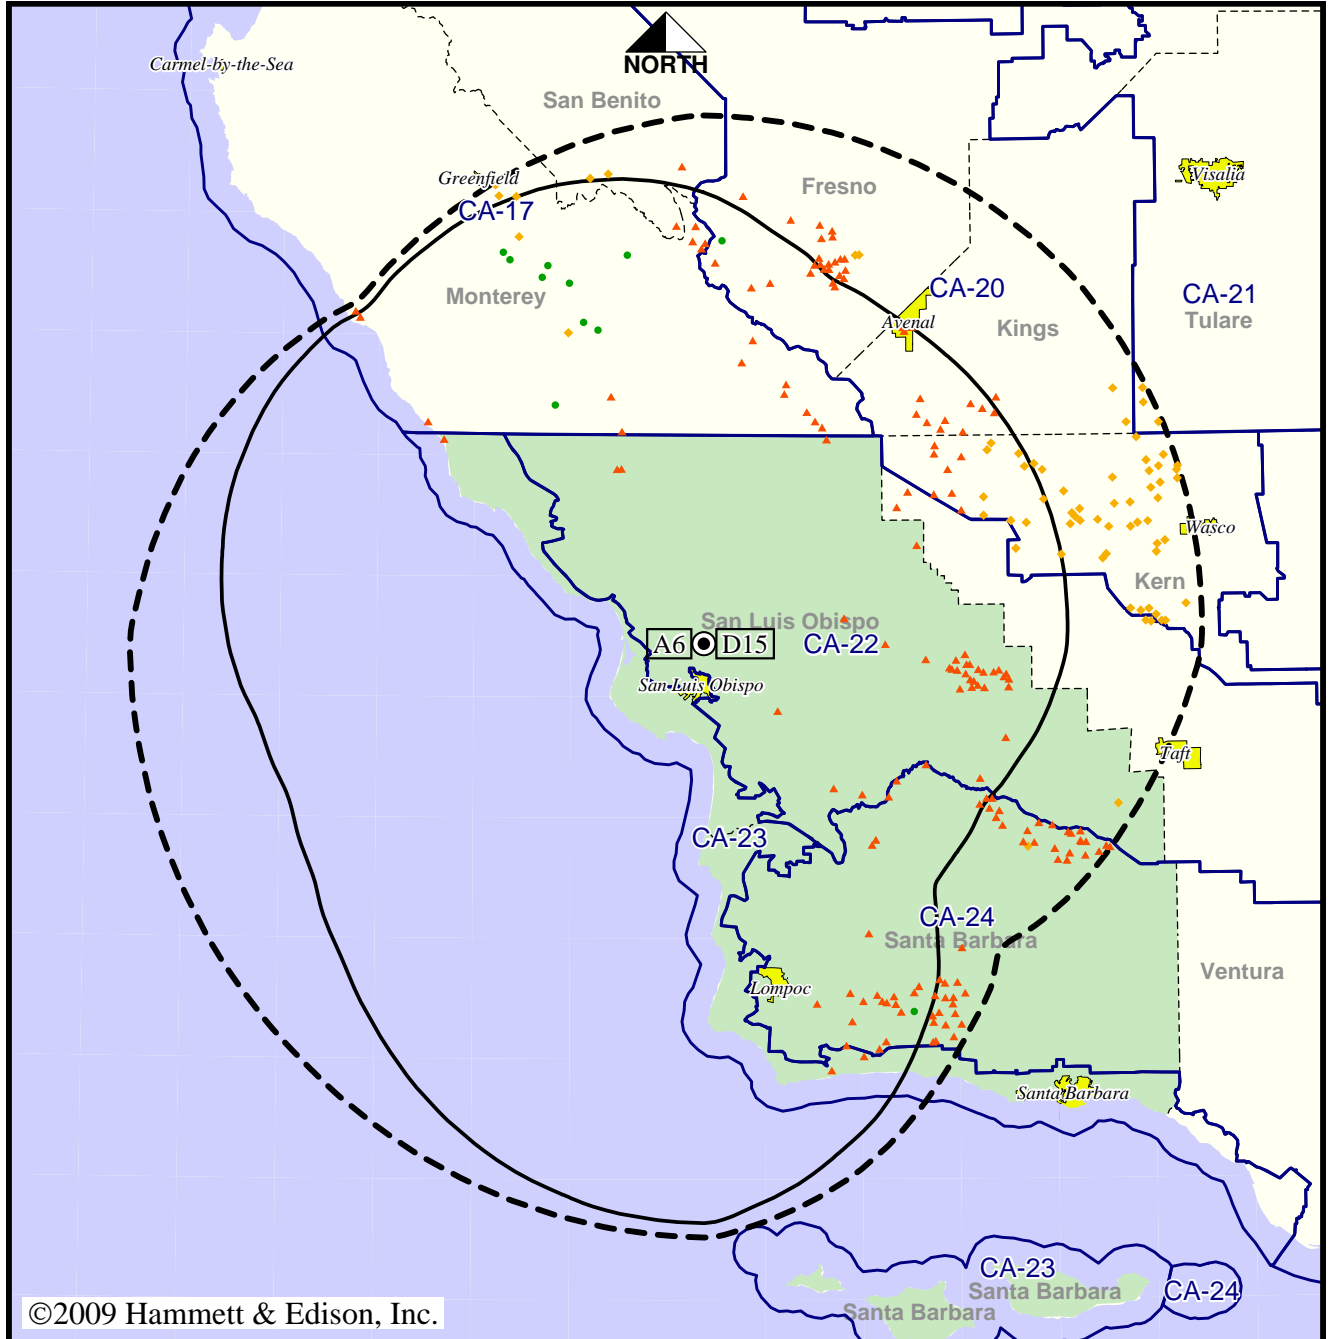 Carmel-by-the-Sea
NORTH
San Benito
Greenfield
Fresno
Visalia
CA-17
Monterey
CA-20
CA-21
Avenal
Kings
Tulare
Wasco
Kern
San Luis Obispo
A6 D15
CA-22
San Luis Obispo
Taft
CA-23
CA-24
Santa Barbara
Ventura
Lompoc
Santa Barbara
CA-23
Santa Barbara
CA-24
Santa Barbara
©2009 Hammett & Edison, Inc.